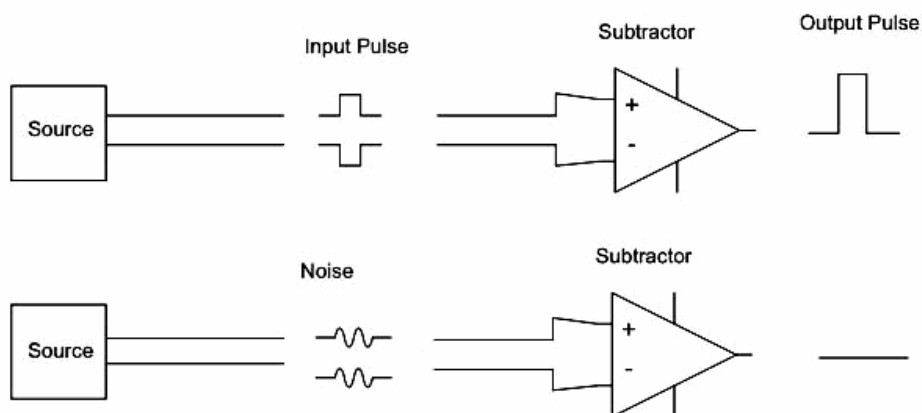 Output Pulse
Subtractor
Input Pulse
+
Source
-
Subtractor
Noise
+
Source
-